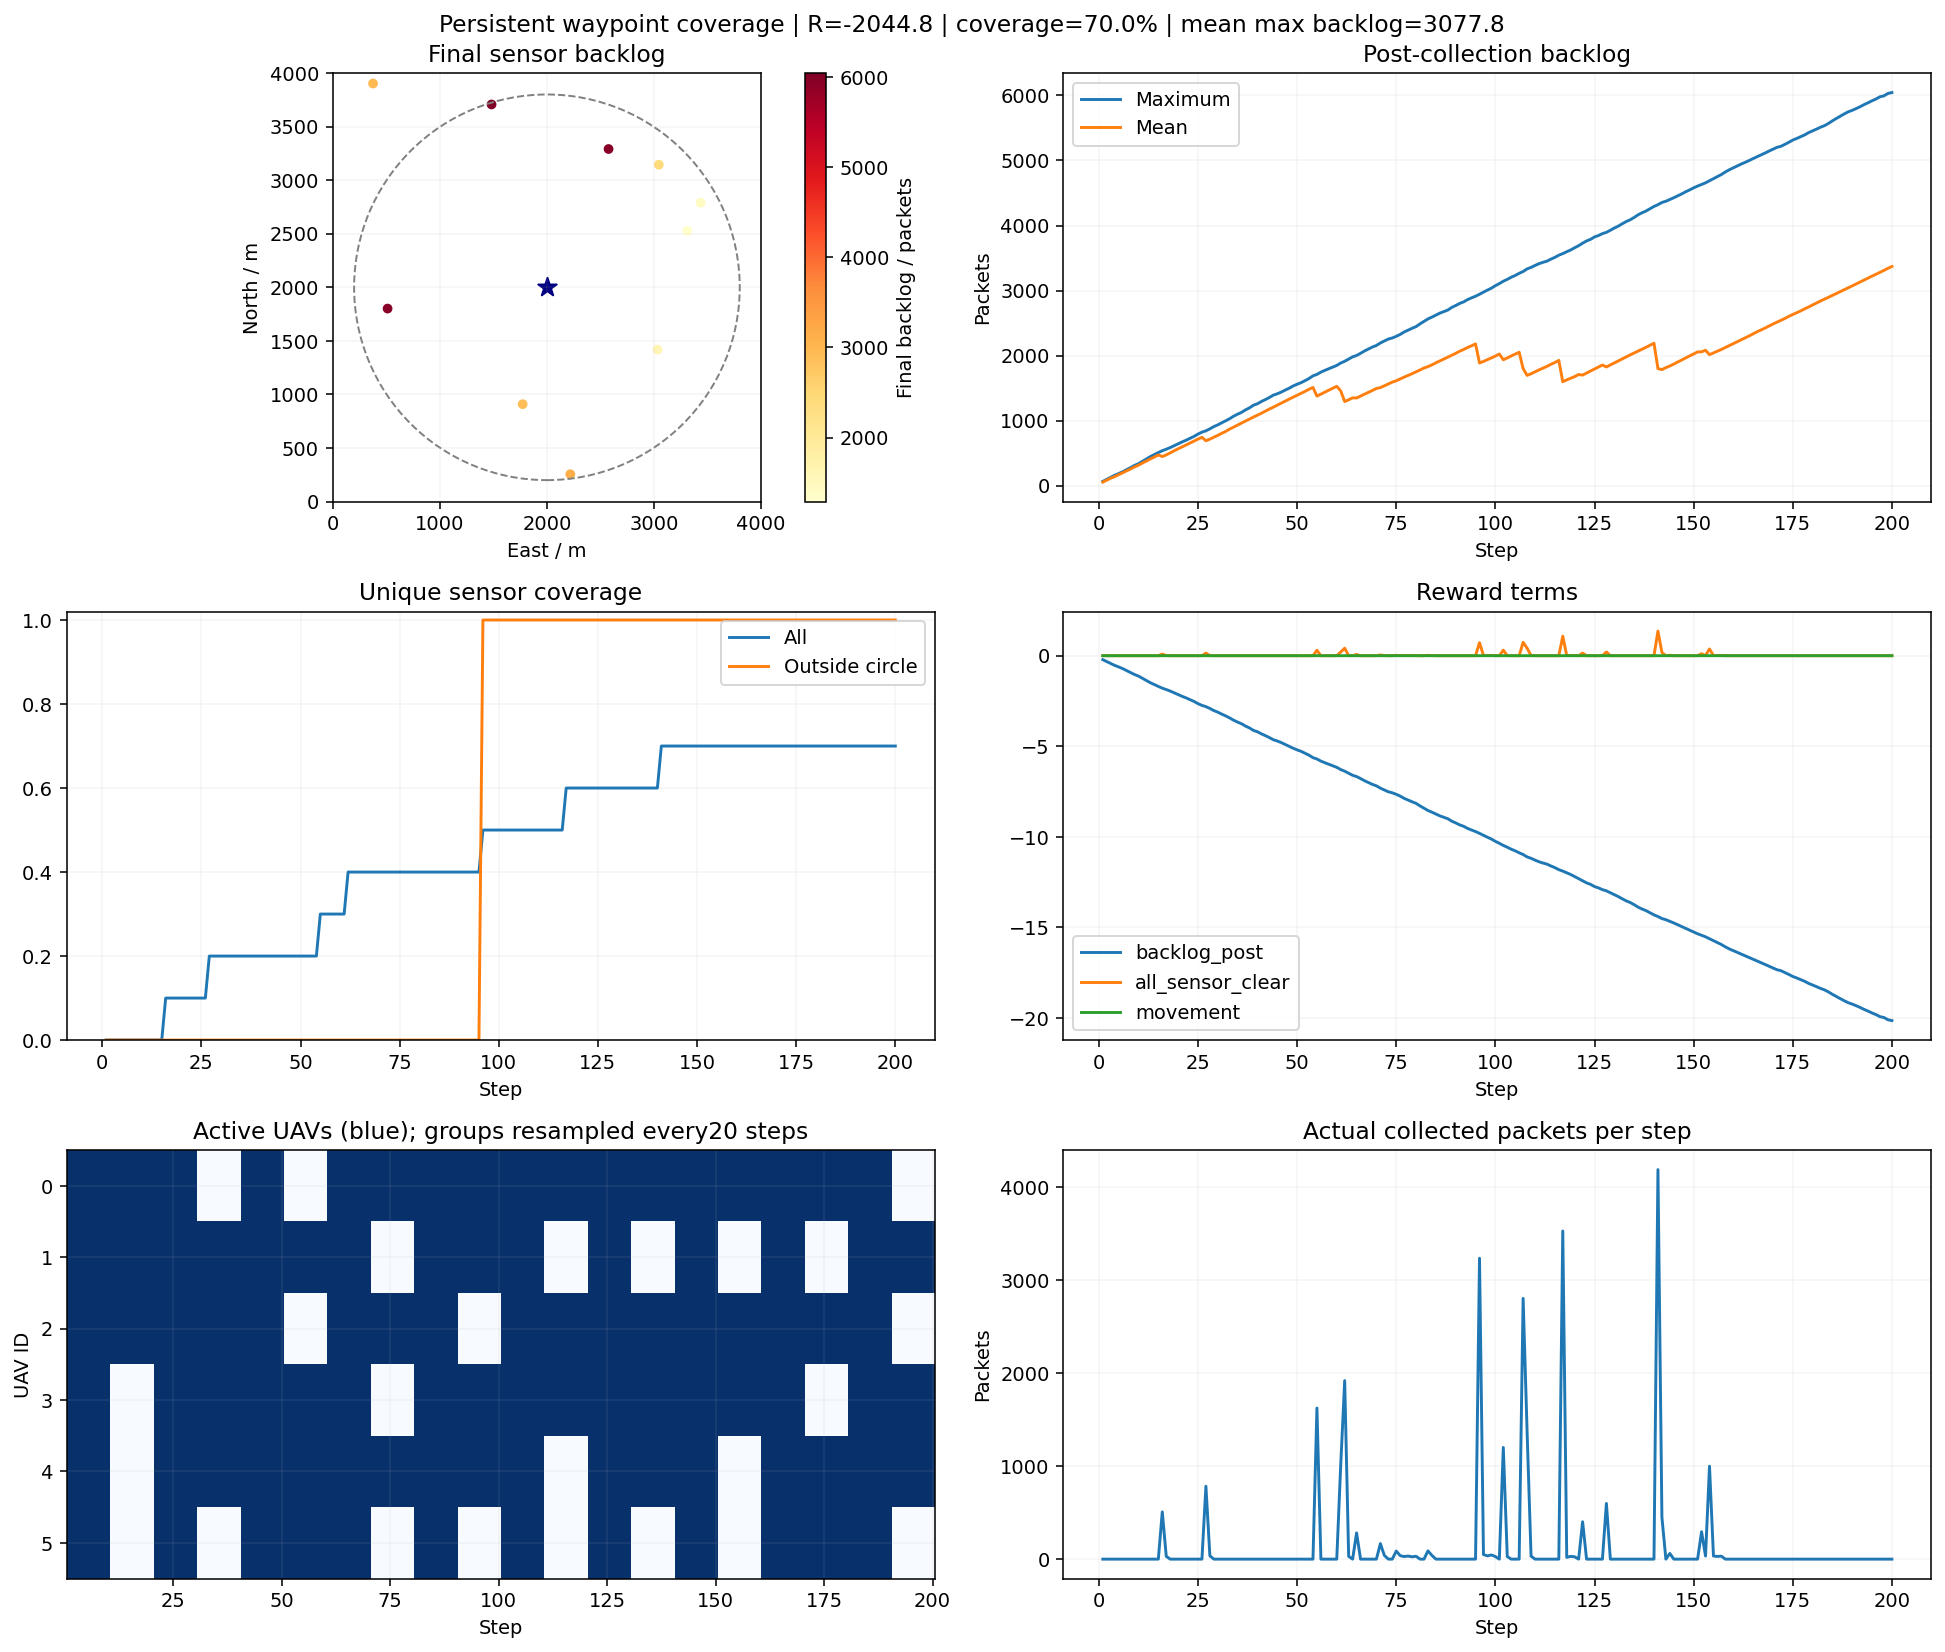 Persistent waypoint coverage | R=-2044.8 | coverage=70.0% | mean max backlog=3077.8
Final sensor backlog
4000
3500
3000
2500
2000
1500
1000
500
0
North / m
0 1000 2000 3000 4000
East / m
6000
5000
4000
3000
2000
Final backlog / packets
Post-collection backlog
Maximum
Mean
6000
5000
4000
3000
2000
1000
0
Packets
0 25 50 75 100 125 150 175 200
Step
Unique sensor coverage
All
Outside circle
1.0
0.8
0.6
0.4
0.2
0.0
0 25 50 75 100 125 150 175 200
Step
Reward terms
0
−5
−10
−15
−20
backlog_post
all_sensor_clear
movement
0 25 50 75 100 125 150 175 200
Step
Active UAVs (blue); groups resampled every20 steps
0
1
2
3
4
5
UAV ID
25 50 75 100 125 150 175 200
Step
Actual collected packets per step
4000
3000
2000
1000
0
Packets
0 25 50 75 100 125 150 175 200
Step